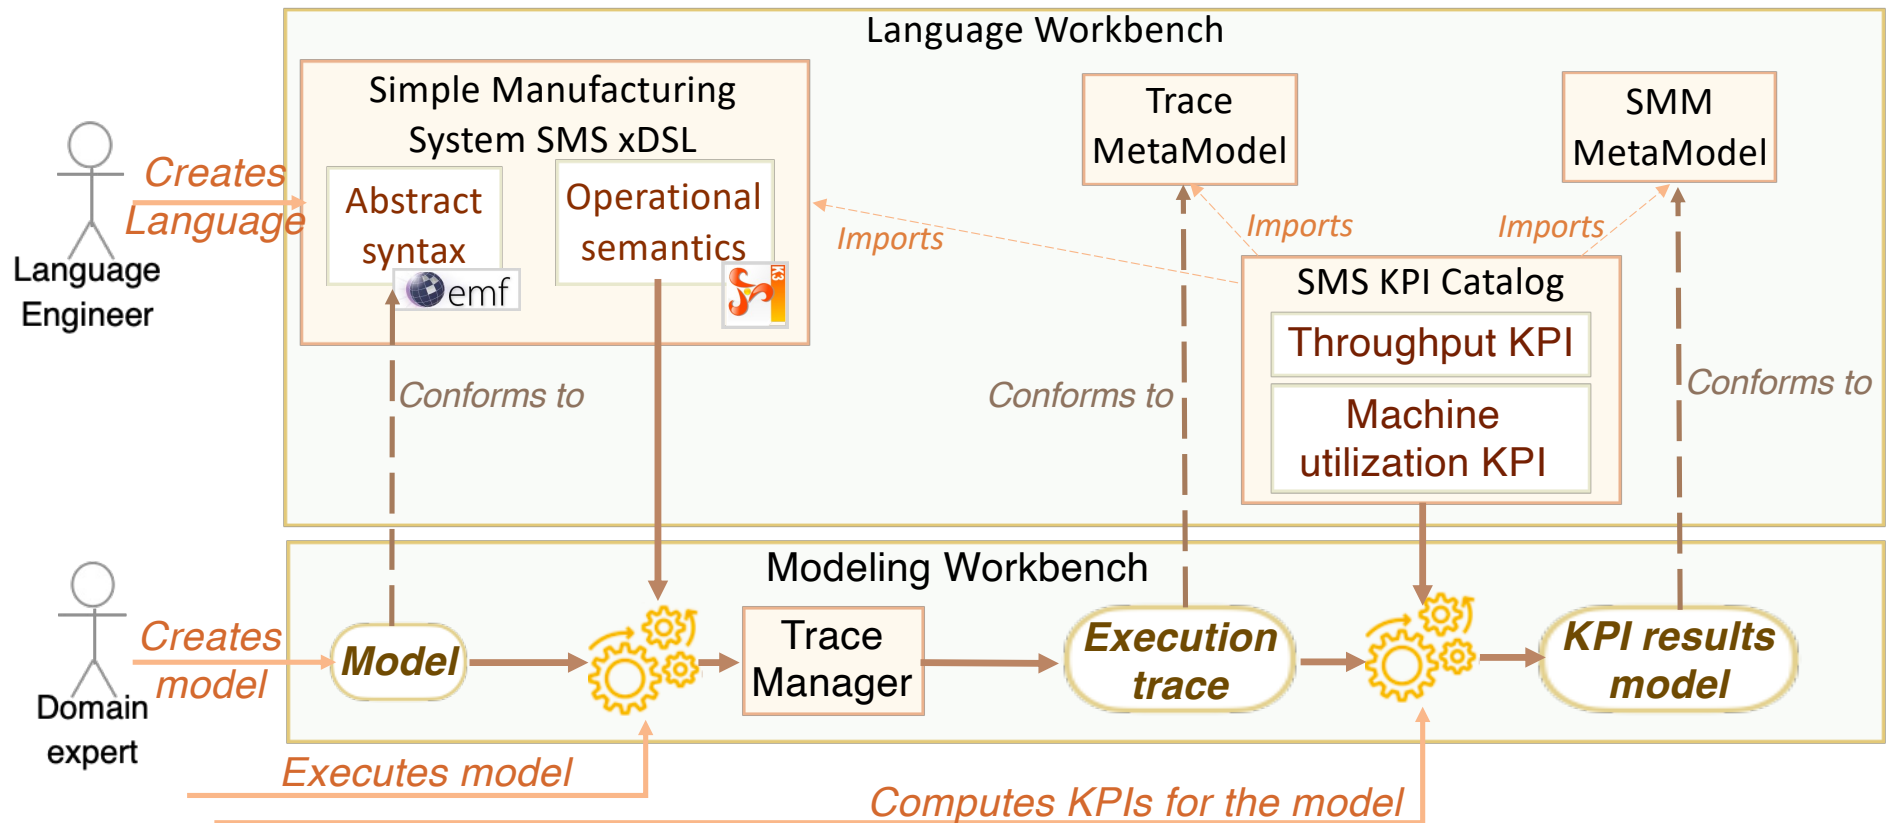 Language Workbench
Simple Manufacturing
System SMS xDSL
Abstract
syntax
emf
Operational
semantics
K3
Trace
MetaModel
SMM
MetaModel
Creates
Language
Language
Engineer
Imports
Imports
Imports
SMS KPI Catalog
Throughput KPI
Machine
utilization KPI
Conforms to
Conforms to
Conforms to
Modeling Workbench
Creates
model
Domain
expert
Model
Trace
Manager
Execution
trace
KPI results
model
Executes model
Computes KPIs for the model